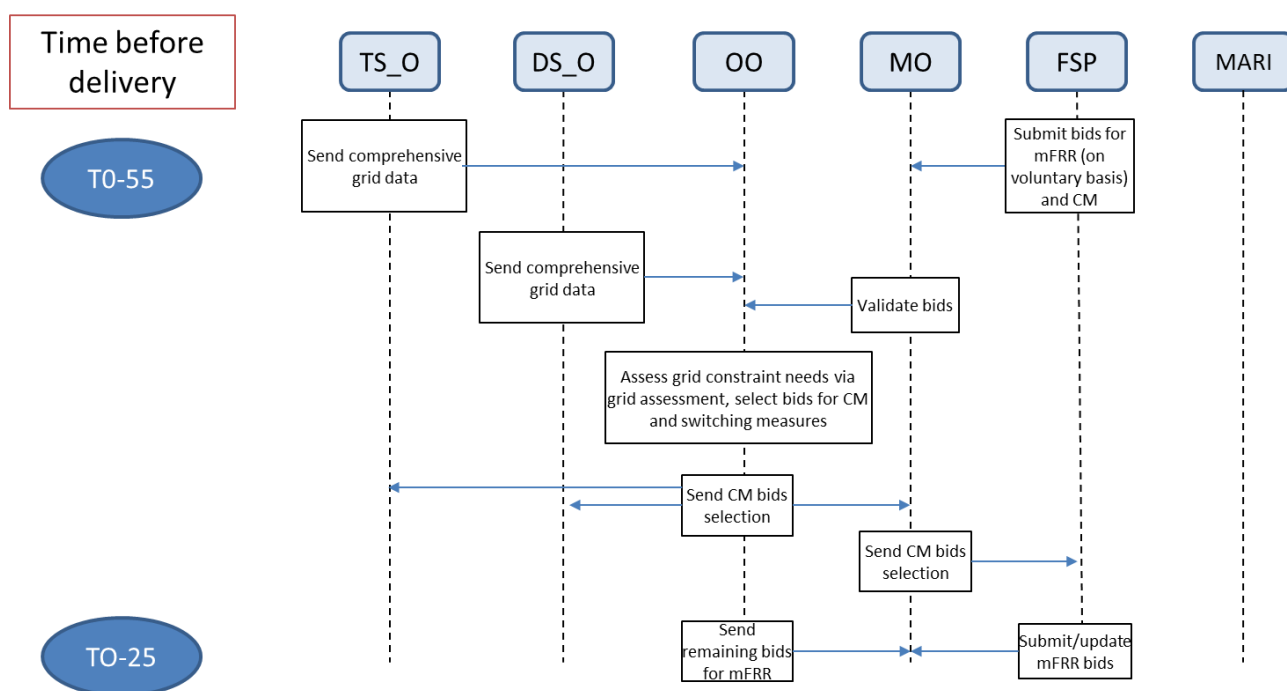 Time before
delivery
TS_O
DS_O
OO
MO
FSP
MARI
T0-55
Send comprehensive
grid data
Submit bids for
mFRR (on
voluntary basis)
and CM
Send comprehensive
grid data
Validate bids
Assess grid constraint needs via
grid assessment, select bids for CM
and switching measures
Send CM bids
selection
Send CM bids
selection
TO-25
Send
remaining bids
for mFRR
Submit/update
mFRR bids